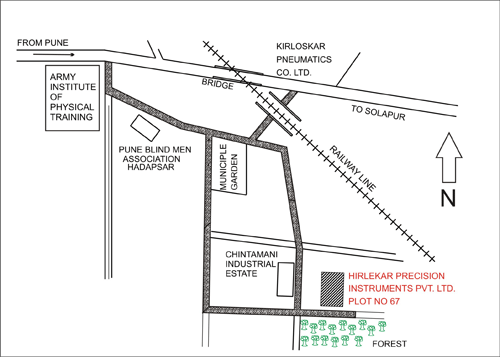 FROM PUNE
KIRLOSKAR
PNEUMATICS
CO. LTD.
ARMY
INSTITUTE
OF
PHYSICAL
TRAINING
BRIDGE
TO SOLAPUR
PUNE BLIND MEN
ASSOCIATION
HADAPSAR
MUNICIPLE
GARDEN
RAILWAY LINE
N
CHINTAMANI
INDUSTRIAL
ESTATE
HIRLEKAR PRECISION
INSTRUMENTS PVT. LTD.
PLOT NO 67
FOREST